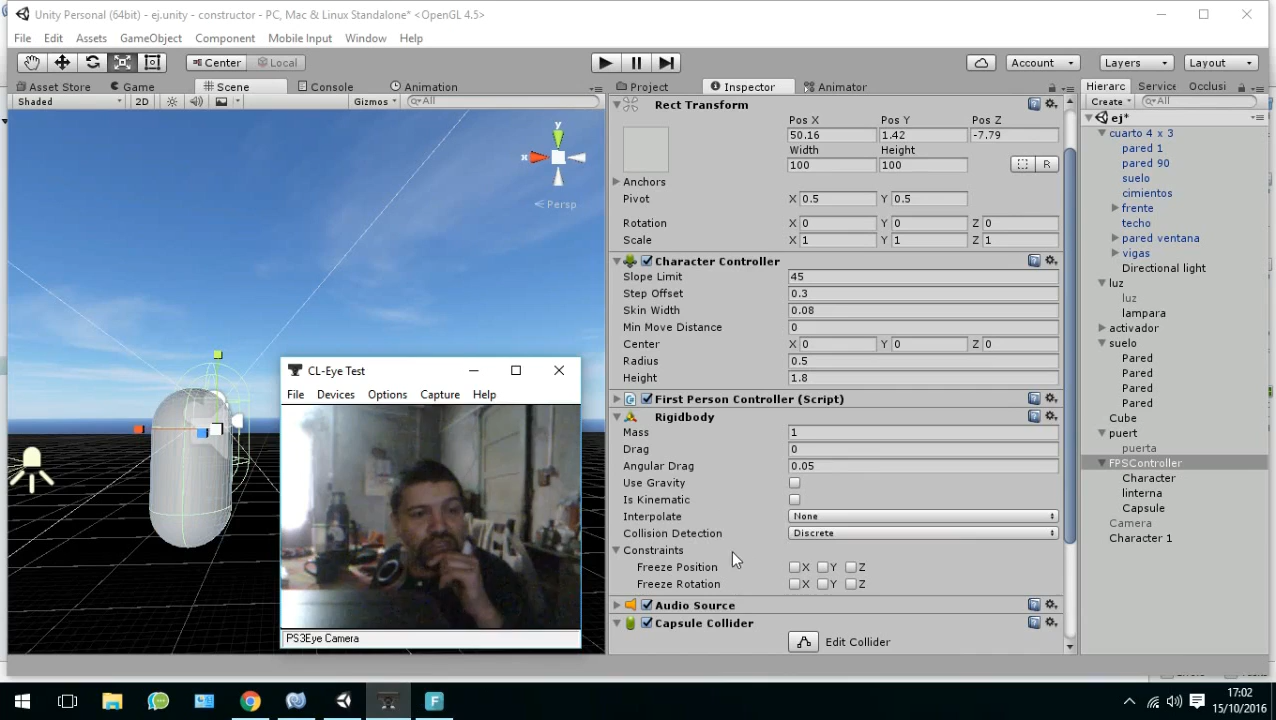 Unity Personal (64bit) - ej.unity - constructor - PC, Mac & Linux Standalone* <OpenGL 4.5>
File Edit Assets GameObject Component Mobile Input Window Help
Center Local Account Layers Layout
Asset Store Game Scene Console Animation Project Inspector Animator Hierarc Service Occlusi
Shaded 2D Gizmos All
Create All
ej*
cuarto 4 x 3
pared 1
pared 90
suelo
cimientos
frente
techo
pared ventana
vigas
Directional light
luz
luz
lampara
activador
suelo
Pared
Pared
Pared
Pared
Cube
puert
puerta
FPSController
Character
linterna
Capsule
Camera
Character 1
y
x
Persp
Rect Transform
Pos X Pos Y Pos Z
50.16 1.42 -7.79
Width Height
100 100 R
Anchors
Pivot X 0.5 Y 0.5
Rotation X 0 Y 0 Z 0
Scale X 1 Y 1 Z 1
Character Controller
Slope Limit 45
Step Offset 0.3
Skin Width 0.08
Min Move Distance 0
Center X 0 Y 0 Z 0
Radius 0.5
Height 1.8
First Person Controller (Script)
Rigidbody
Mass 1
Drag 0
Angular Drag 0.05
Use Gravity
Is Kinematic
Interpolate None
Collision Detection Discrete
Constraints
Freeze Position X Y Z
Freeze Rotation X Y Z
Audio Source
Capsule Collider
Edit Collider
CL-Eye Test
File Devices Options Capture Help
PS3Eye Camera
F
17:02
15/10/2016